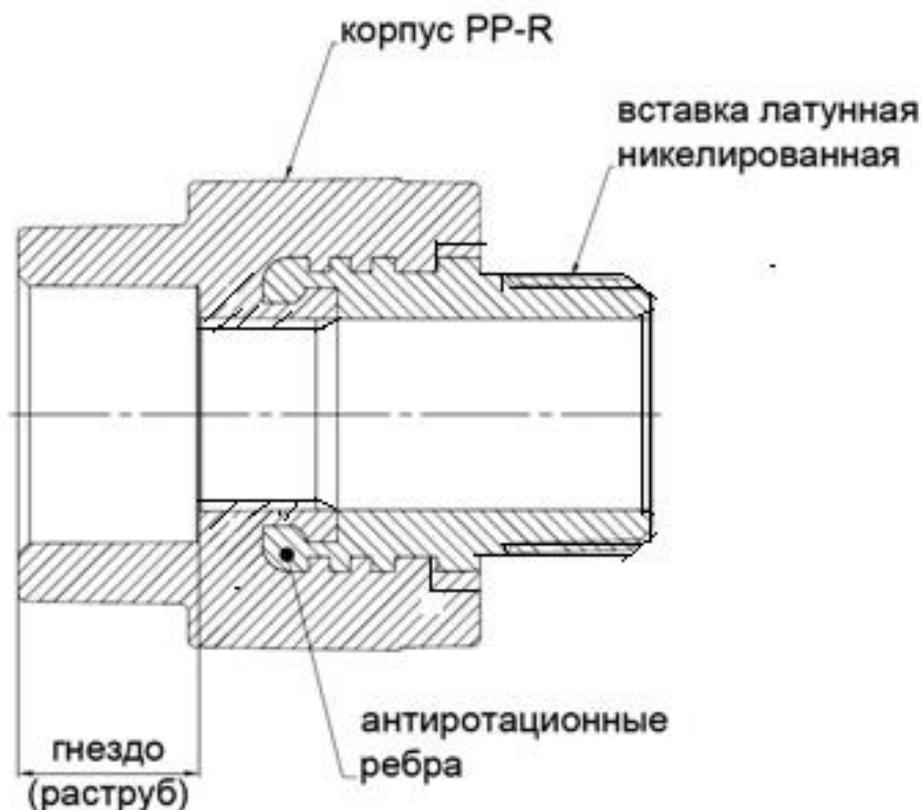 корпус PP-R
вставка латунная
никелированная
антиротационные
ребра
гнездо
(раструб)